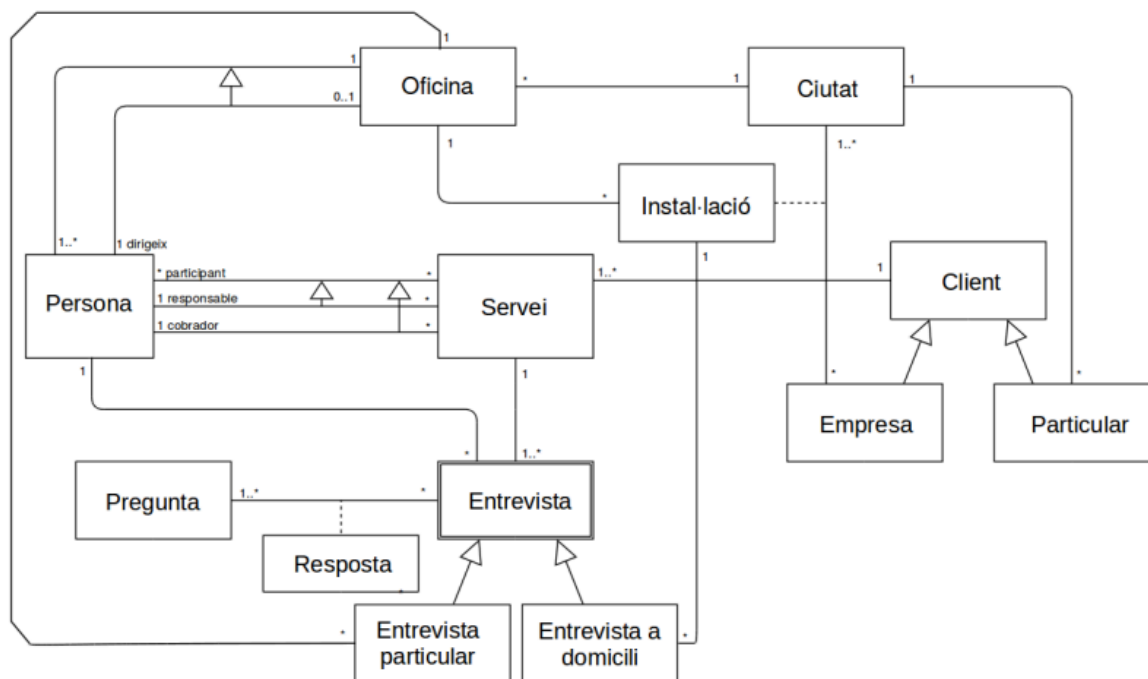 1
1
Oficina
*
1
Ciutat
1
0..1
1
1..*
*
Instal·lació
1..*
1 dirigeix
1
Persona
* participant
*
1 responsable
*
1 cobrador
*
Servei
1..*
1
Client
1
1
*
*
Empresa
Particular
*
1..*
Pregunta
1..*
*
Entrevista
Resposta
*
*
Entrevista
particular
Entrevista a
domicili
*